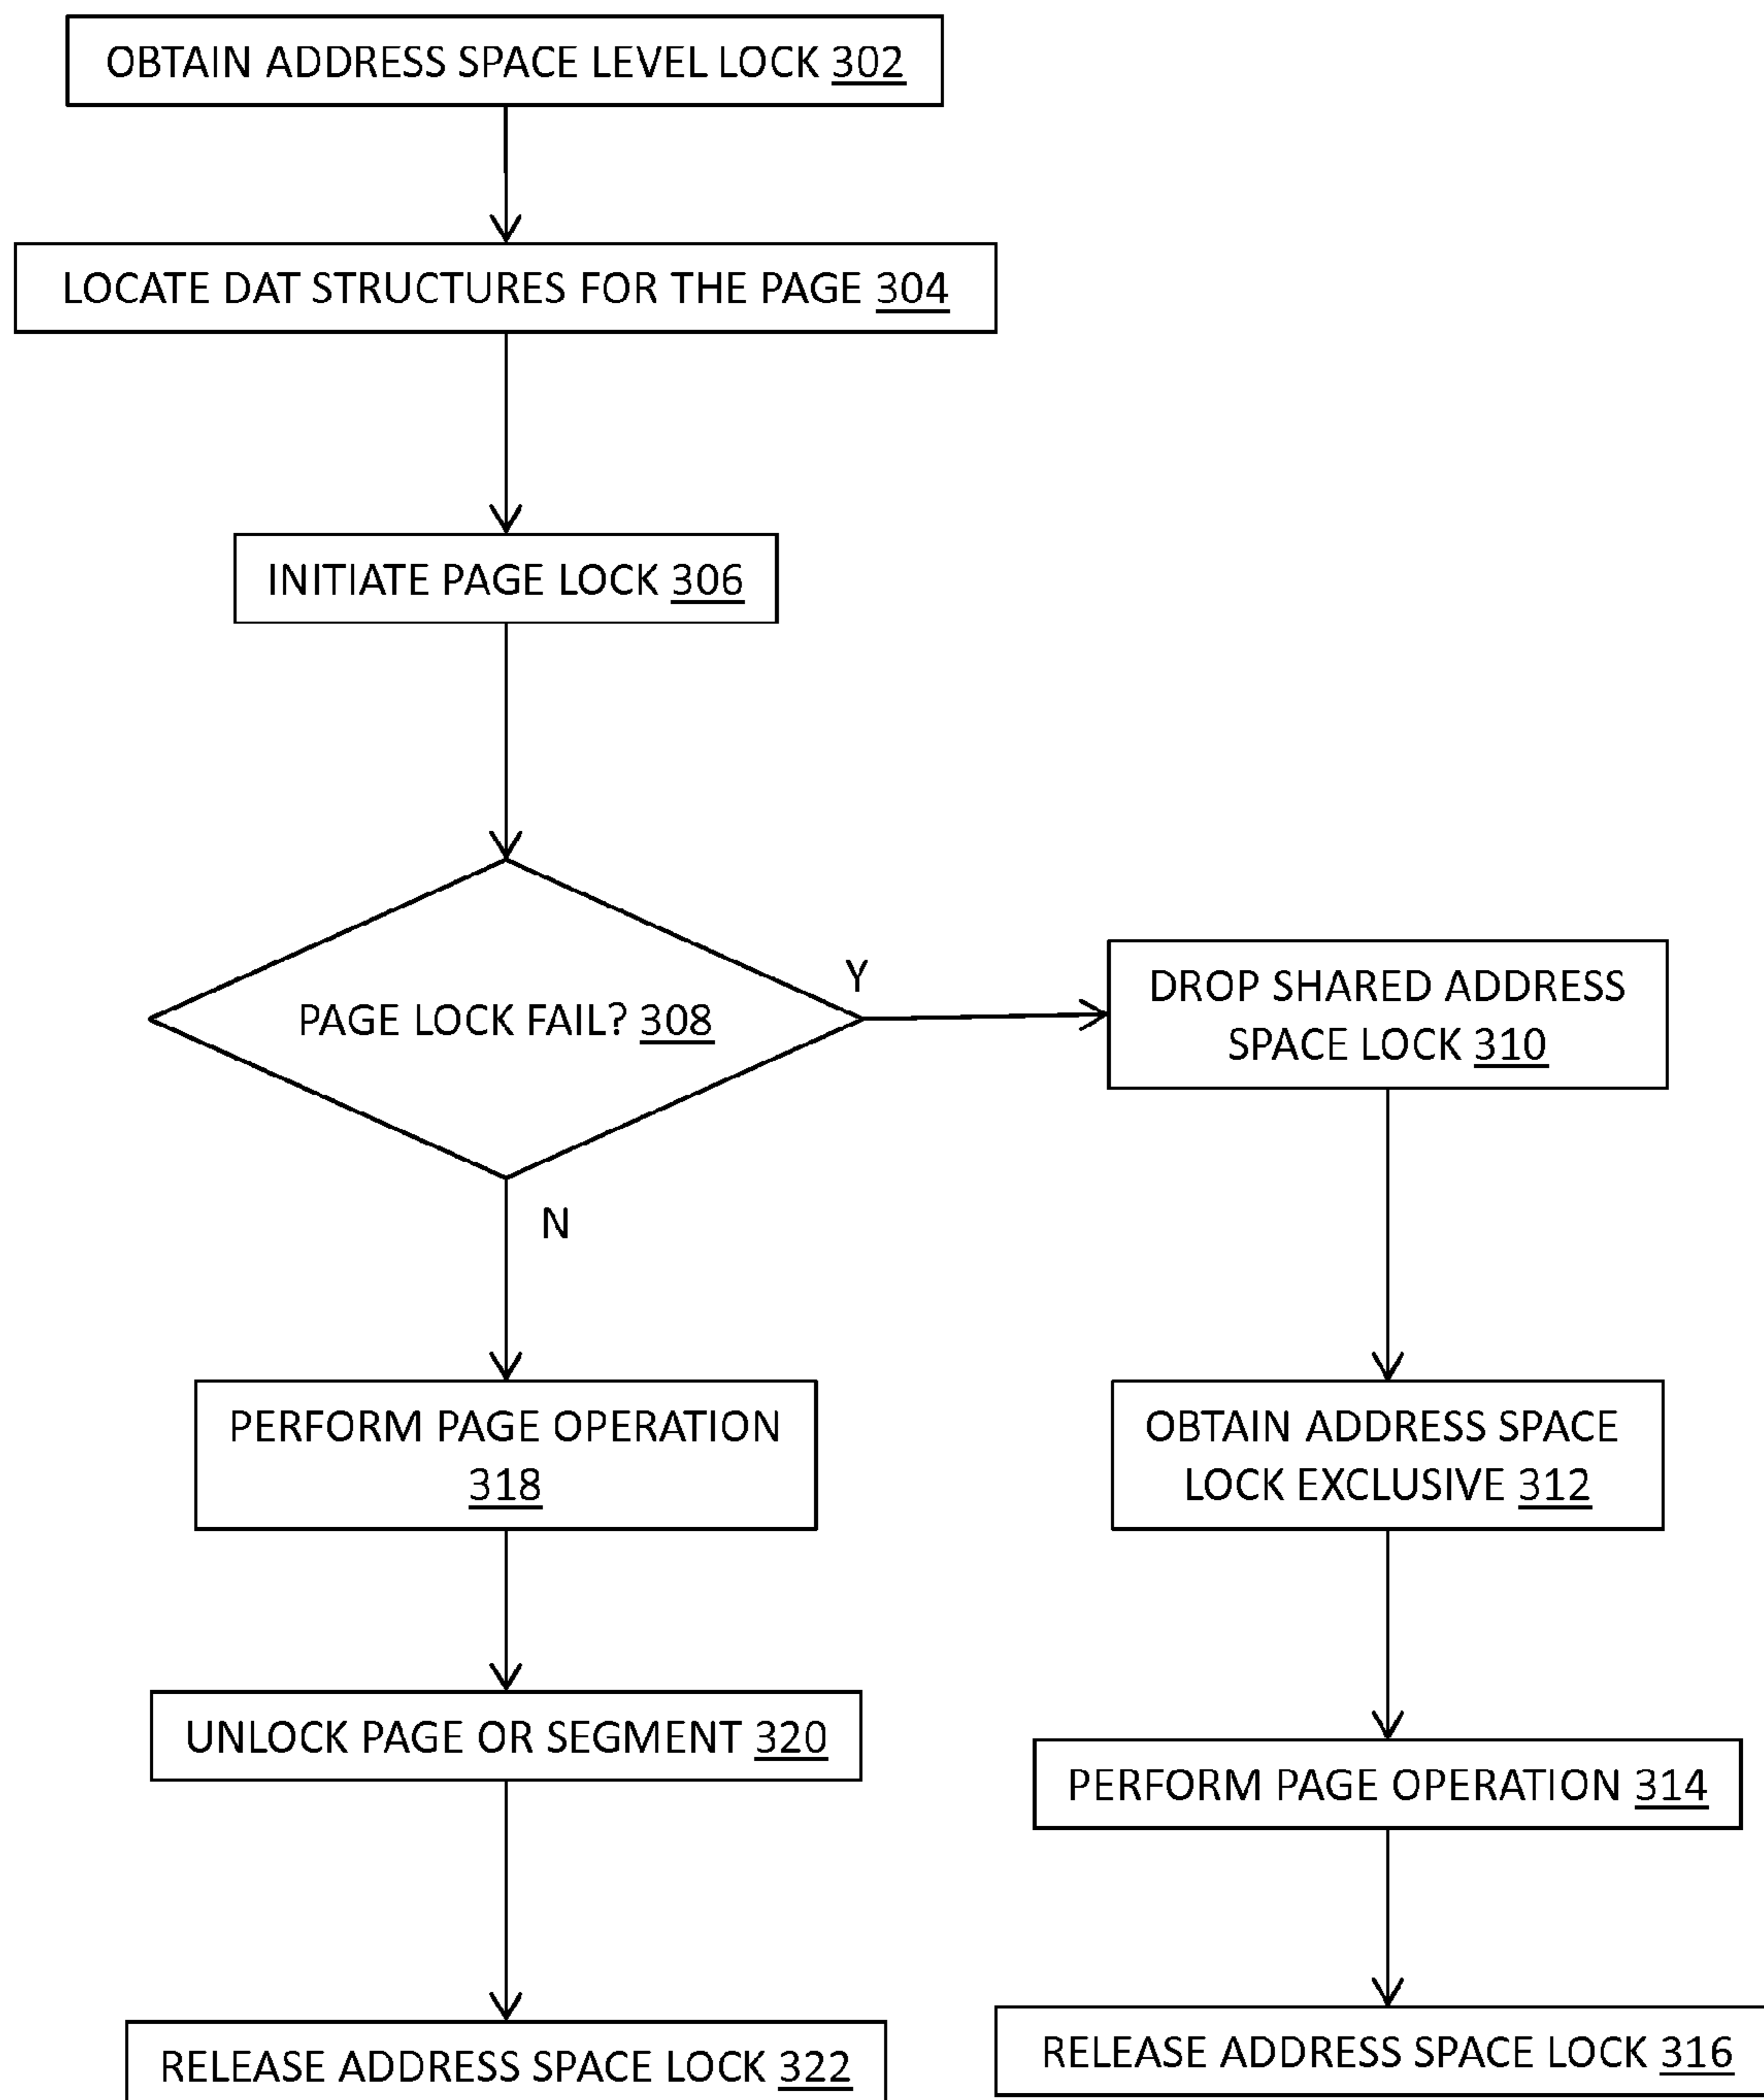 OBTAIN ADDRESS SPACE LEVEL LOCK 302
LOCATE DAT STRUCTURES FOR THE PAGE 304
INITIATE PAGE LOCK 306
PAGE LOCK FAIL? 308
Y
DROP SHARED ADDRESS
SPACE LOCK 310
N
OBTAIN ADDRESS SPACE
LOCK EXCLUSIVE 312
PERFORM PAGE OPERATION 314
RELEASE ADDRESS SPACE LOCK 316
PERFORM PAGE OPERATION
318
UNLOCK PAGE OR SEGMENT 320
RELEASE ADDRESS SPACE LOCK 322